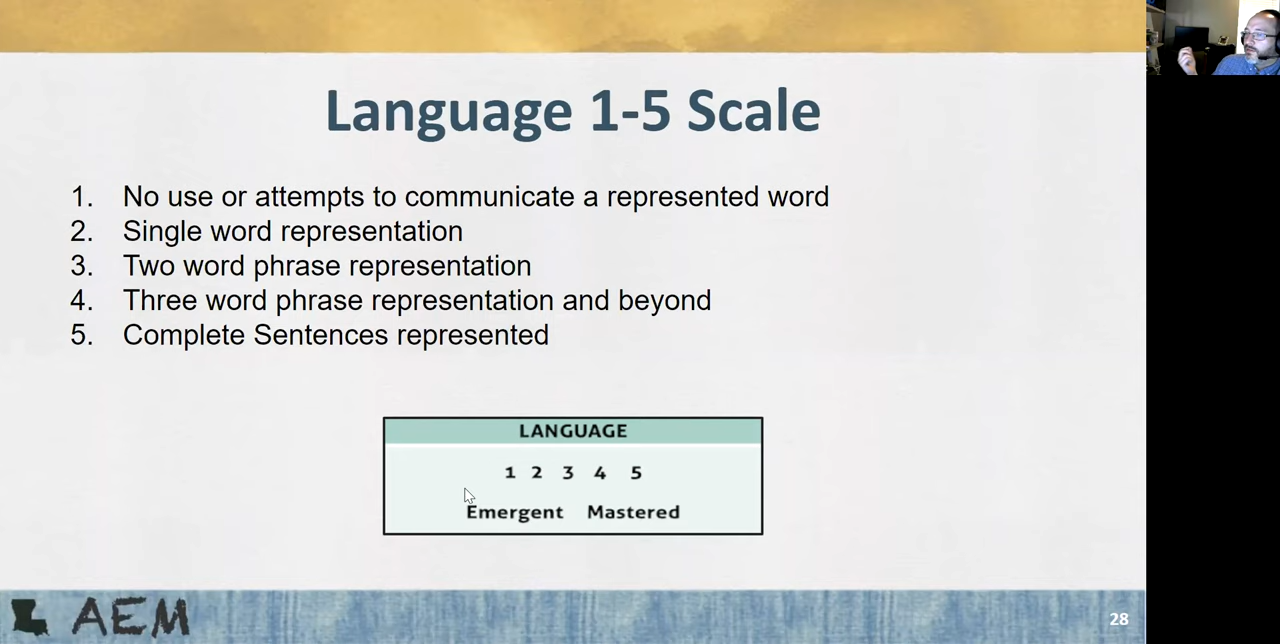 Language 1-5 Scale
1. No use or attempts to communicate a represented word
2. Single word representation
3. Two word phrase representation
4. Three word phrase representation and beyond
5. Complete Sentences represented
LANGUAGE
1 2 3 4 5
Emergent Mastered
AEM
28